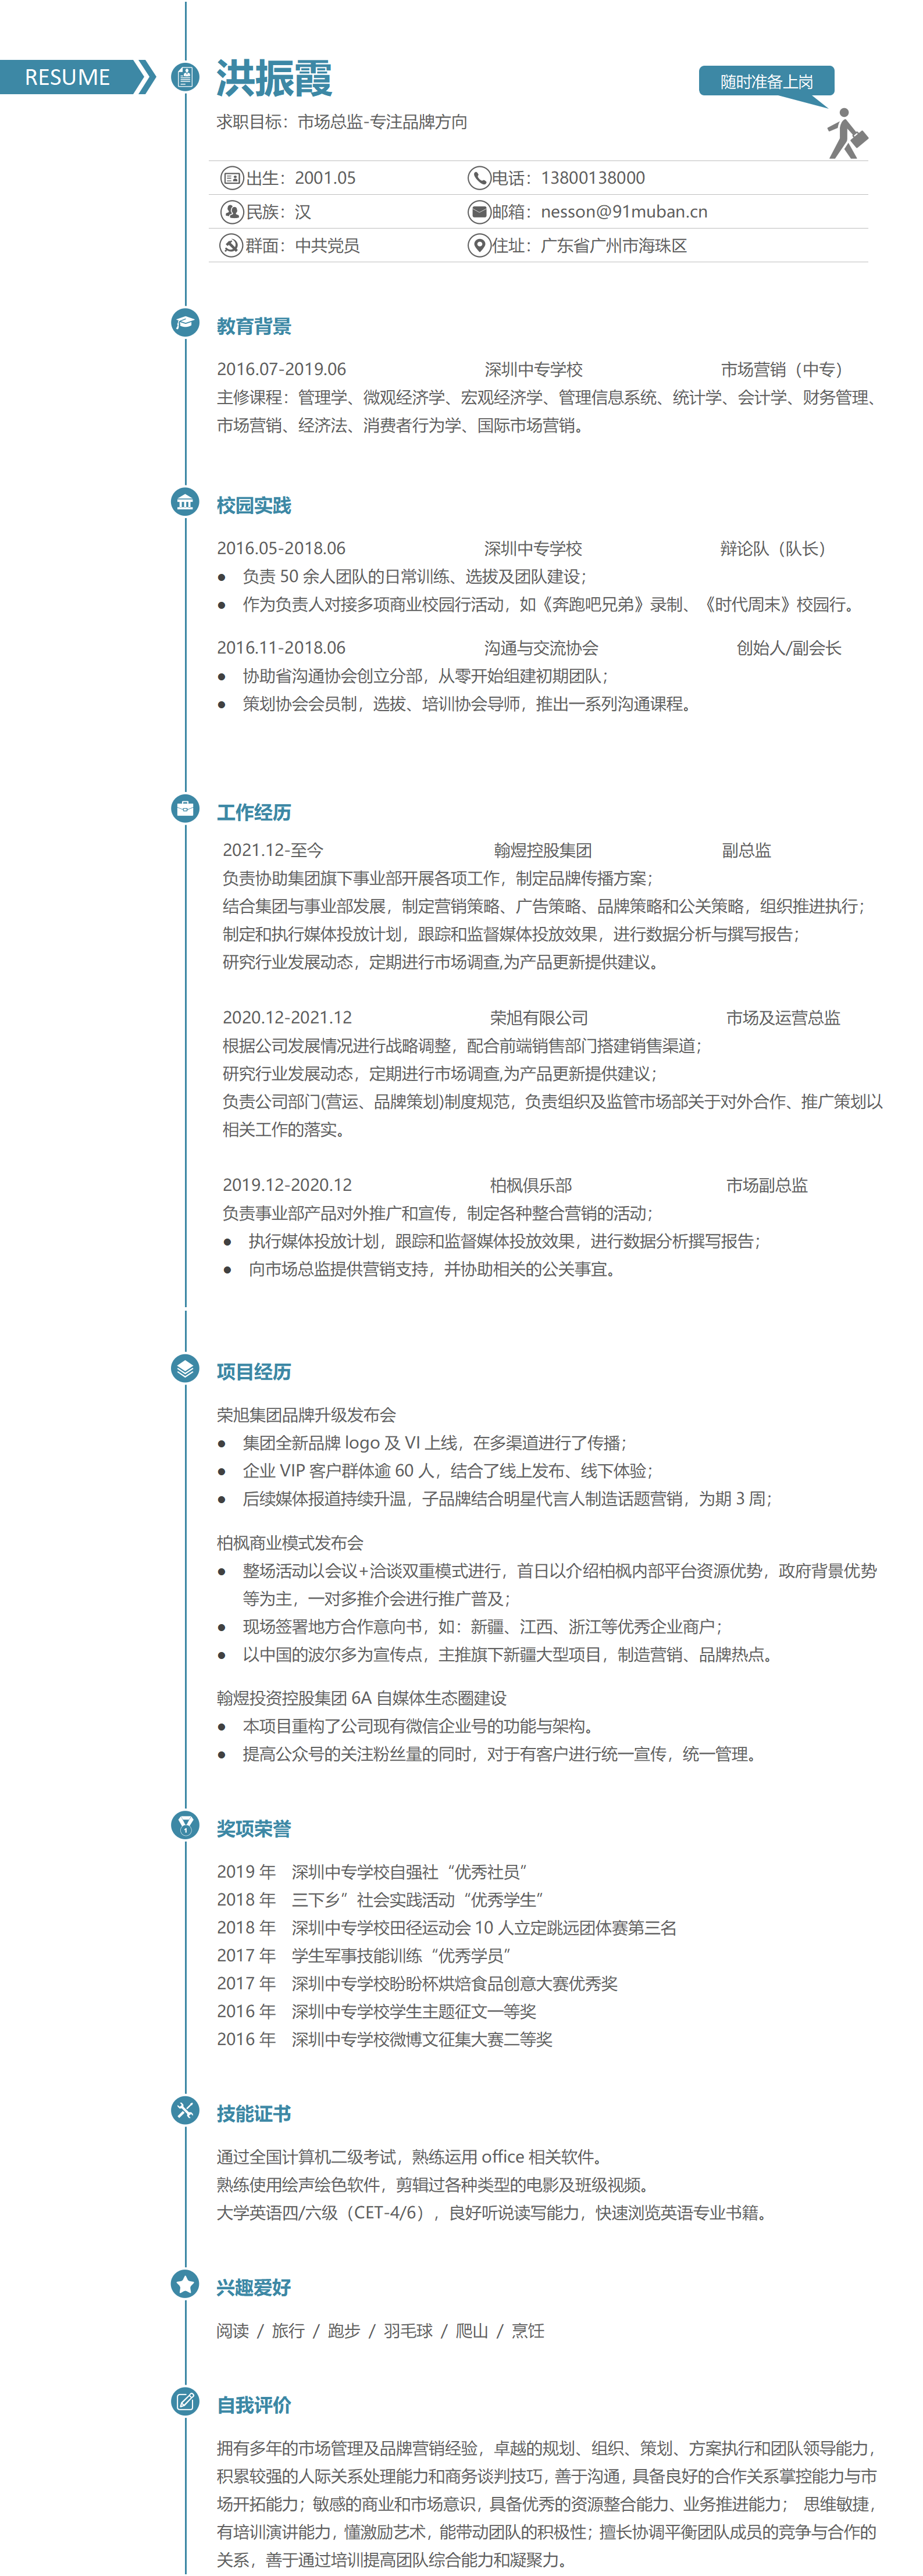 RESUME
洪振霞
随时准备上岗
求职目标：市场总监-专注品牌方向
出生：2001.05
电话：13800138000
民族：汉
邮箱：nesson@91muban.cn
群面：中共党员
住址：广东省广州市海珠区
教育背景
2016.07-2019.06 深圳中专学校 市场营销（中专）
主修课程：管理学、微观经济学、宏观经济学、管理信息系统、统计学、会计学、财务管理、
市场营销、经济法、消费者行为学、国际市场营销。
校园实践
2016.05-2018.06 深圳中专学校 辩论队（队长）
● 负责 50 余人团队的日常训练、选拔及团队建设；
● 作为负责人对接多项商业校园行活动，如《奔跑吧兄弟》录制、《时代周末》校园行。
2016.11-2018.06 沟通与交流协会 创始人/副会长
● 协助省沟通协会创立分部，从零开始组建初期团队；
● 策划协会会员制，选拔、培训协会导师，推出一系列沟通课程。
工作经历
2021.12-至今 翰煜控股集团 副总监
负责协助集团旗下事业部开展各项工作，制定品牌传播方案；
结合集团与事业部发展，制定营销策略、广告策略、品牌策略和公关策略，组织推进执行；
制定和执行媒体投放计划，跟踪和监督媒体投放效果，进行数据分析与撰写报告；
研究行业发展动态，定期进行市场调查,为产品更新提供建议。
2020.12-2021.12 荣旭有限公司 市场及运营总监
根据公司发展情况进行战略调整，配合前端销售部门搭建销售渠道；
研究行业发展动态，定期进行市场调查,为产品更新提供建议；
负责公司部门(营运、品牌策划)制度规范，负责组织及监管市场部关于对外合作、推广策划以
相关工作的落实。
2019.12-2020.12 柏枫俱乐部 市场副总监
负责事业部产品对外推广和宣传，制定各种整合营销的活动；
● 执行媒体投放计划，跟踪和监督媒体投放效果，进行数据分析撰写报告；
● 向市场总监提供营销支持，并协助相关的公关事宜。
项目经历
荣旭集团品牌升级发布会
● 集团全新品牌 logo 及 VI 上线，在多渠道进行了传播；
● 企业 VIP 客户群体逾 60 人，结合了线上发布、线下体验；
● 后续媒体报道持续升温，子品牌结合明星代言人制造话题营销，为期 3 周；
柏枫商业模式发布会
● 整场活动以会议+洽谈双重模式进行，首日以介绍柏枫内部平台资源优势，政府背景优势
等为主，一对多推介会进行推广普及；
● 现场签署地方合作意向书，如：新疆、江西、浙江等优秀企业商户；
● 以中国的波尔多为宣传点，主推旗下新疆大型项目，制造营销、品牌热点。
翰煜投资控股集团 6A 自媒体生态圈建设
● 本项目重构了公司现有微信企业号的功能与架构。
● 提高公众号的关注粉丝量的同时，对于有客户进行统一宣传，统一管理。
奖项荣誉
2019 年 深圳中专学校自强社“优秀社员”
2018 年 三下乡”社会实践活动“优秀学生”
2018 年 深圳中专学校田径运动会 10 人立定跳远团体赛第三名
2017 年 学生军事技能训练“优秀学员”
2017 年 深圳中专学校盼盼杯烘焙食品创意大赛优秀奖
2016 年 深圳中专学校学生主题征文一等奖
2016 年 深圳中专学校微博文征集大赛二等奖
技能证书
通过全国计算机二级考试，熟练运用 office 相关软件。
熟练使用绘声绘色软件，剪辑过各种类型的电影及班级视频。
大学英语四/六级（CET-4/6），良好听说读写能力，快速浏览英语专业书籍。
兴趣爱好
阅读 / 旅行 / 跑步 / 羽毛球 / 爬山 / 烹饪
自我评价
拥有多年的市场管理及品牌营销经验，卓越的规划、组织、策划、方案执行和团队领导能力，
积累较强的人际关系处理能力和商务谈判技巧，善于沟通，具备良好的合作关系掌控能力与市
场开拓能力；敏感的商业和市场意识，具备优秀的资源整合能力、业务推进能力； 思维敏捷，
有培训演讲能力，懂激励艺术，能带动团队的积极性；擅长协调平衡团队成员的竞争与合作的
关系，善于通过培训提高团队综合能力和凝聚力。